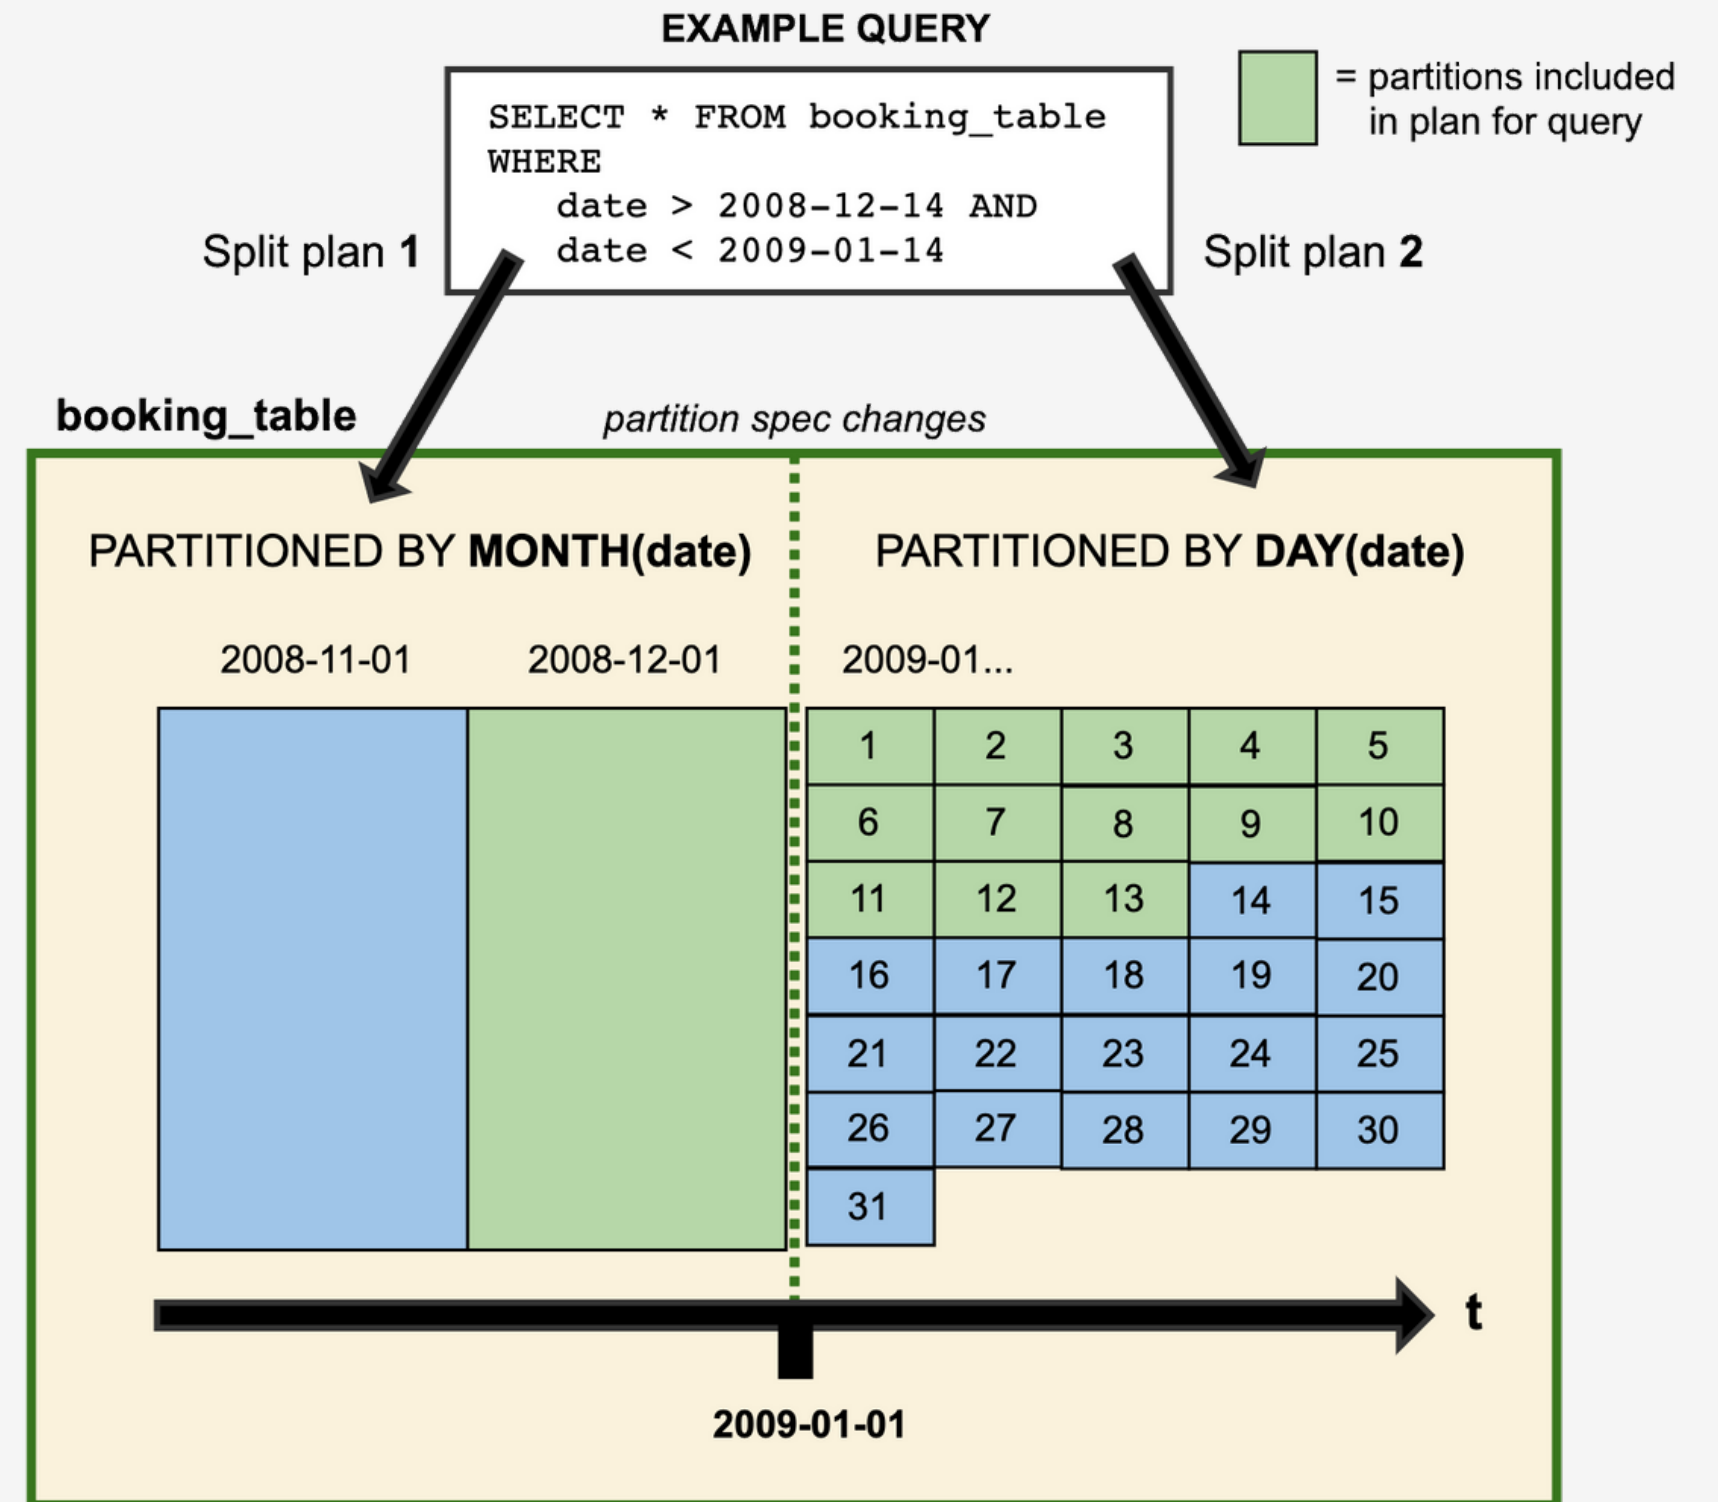 EXAMPLE QUERY
= partitions included
in plan for query
SELECT * FROM booking_table
WHERE
date > 2008-12-14 AND
date < 2009-01-14
Split plan 1
Split plan 2
booking_table
partition spec changes
PARTITIONED BY MONTH(date)
PARTITIONED BY DAY(date)
2008-11-01
2008-12-01
2009-01...
1 2 3 4 5
6 7 8 9 10
11 12 13 14 15
16 17 18 19 20
21 22 23 24 25
26 27 28 29 30
31
t
2009-01-01